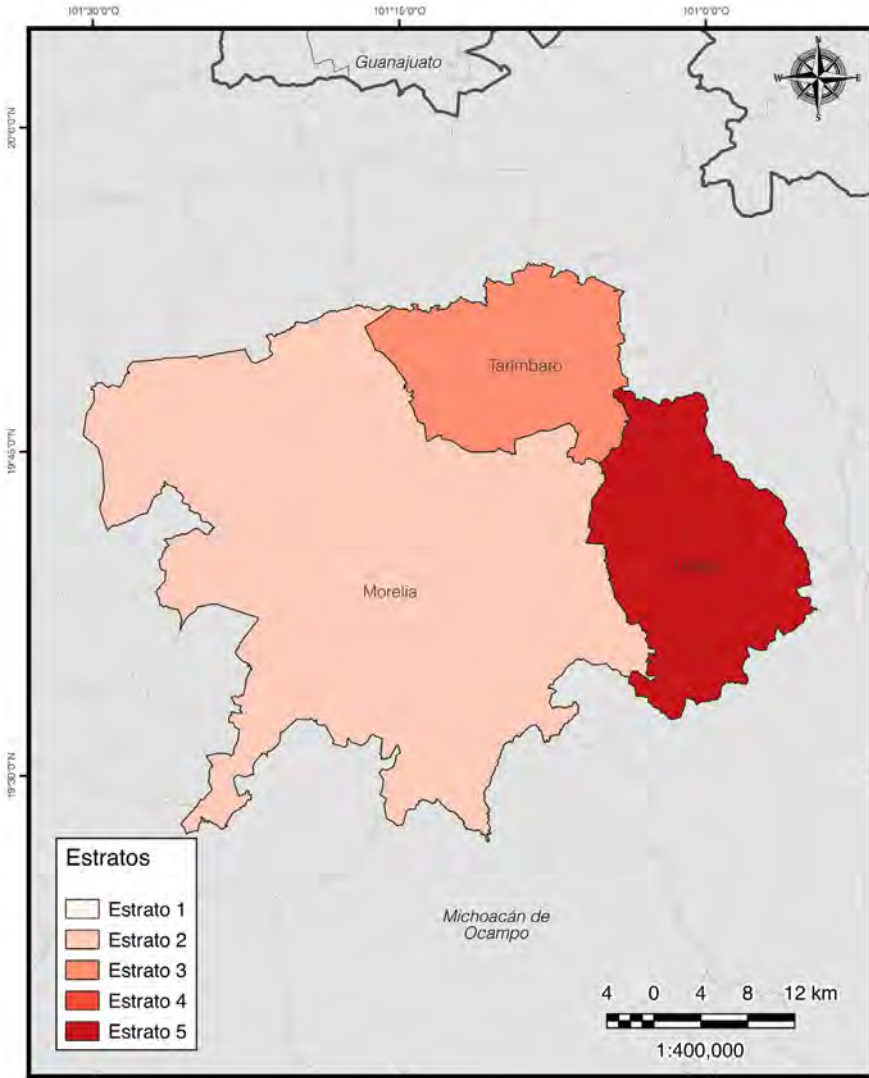 101°30'0"O
101°15'0"O
101°0'0"O
Guanajuato
N
W
E
S
20°0'0"N
Tarímbaro
19°45'0"N
Morelia
19°30'0"N
Estratos
Estrato 1
Estrato 2
Estrato 3
Estrato 4
Estrato 5
Michoacán de
Ocampo
4 0 4 8 12 km
1:400,000